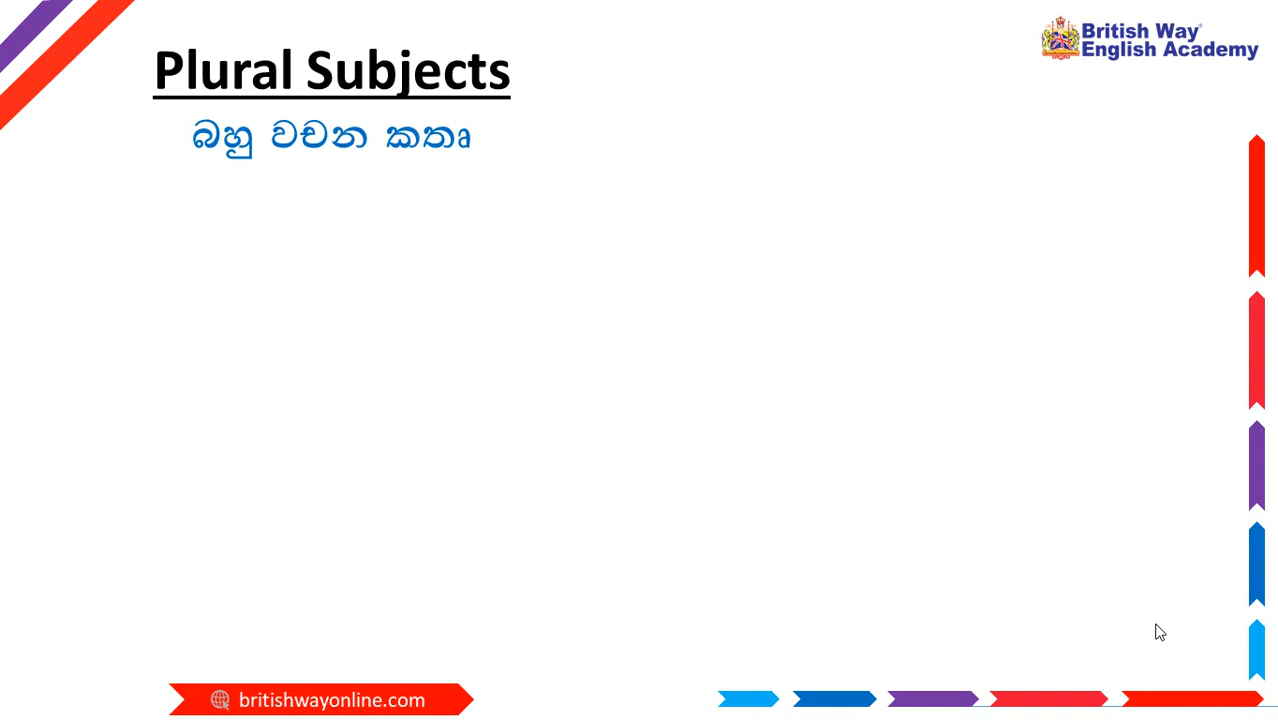 Plural Subjects
බහු වචන කතෘ
British Way
English Academy
britishwayonline.com